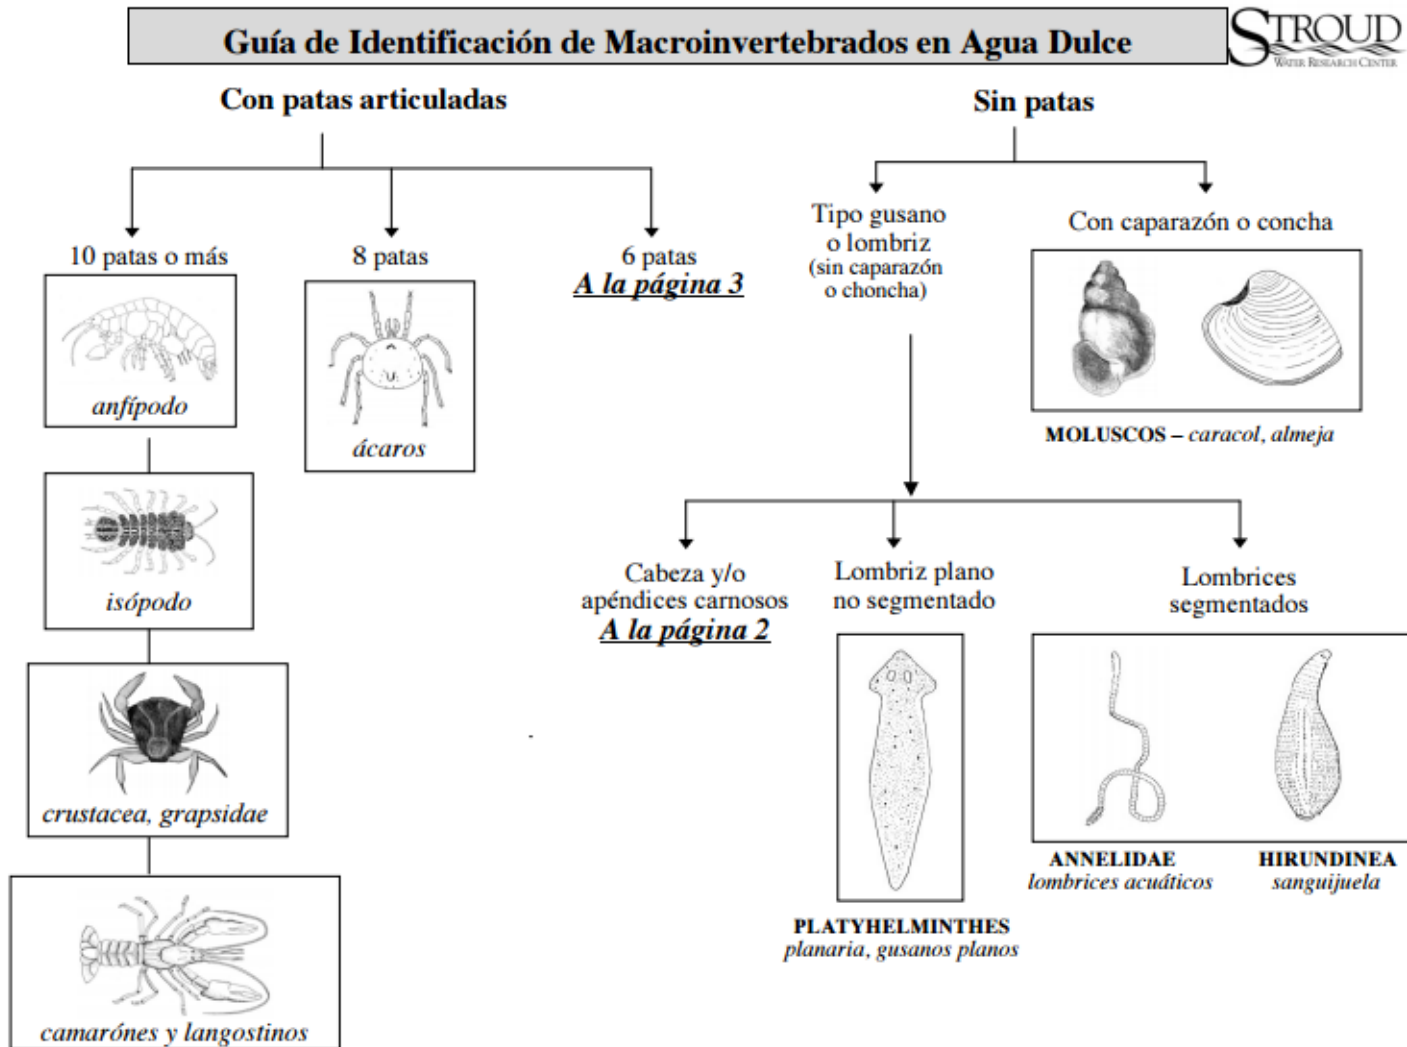 Guía de Identificación de Macroinvertebrados en Agua Dulce
STROUD
WATER RESEARCH CENTER
Con patas articuladas
Sin patas
10 patas o más
8 patas
6 patas
A la página 3
Tipo gusano
o lombriz
(sin caparazón
o choncha)
Con caparazón o concha
anfípodo
ácaros
MOLUSCOS – caracol, almeja
isópodo
Cabeza y/o
apéndices carnosos
A la página 2
Lombriz plano
no segmentado
Lombrices
segmentados
crustacea, grapsidae
ANNELIDAE
lombrices acuáticos
HIRUNDINEA
sanguijuela
PLATYHELMINTHES
planaria, gusanos planos
camarónes y langostinos